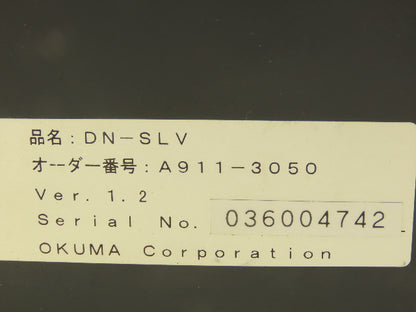 品名:DN-SLV
オーダー番号:A911-3050
Ver. 1.2
Serial No. 036004742
OKUMA Corporation